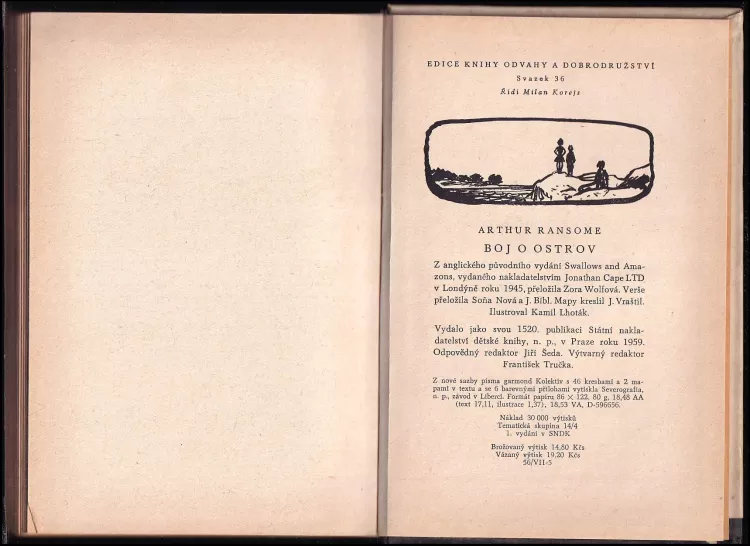 EDICE KNIHY ODVAHY A DOBRODRUŽSTVÍ
Svazek 36
Řídí Milan Korejs
ARTHUR RANSOME
BOJ O OSTROV
Z anglického původního vydání Swallows and Ama-
zons, vydaného nakladatelstvím Jonathan Cape LTD
v Londýně roku 1945, přeložila Zora Wolfová. Verše
přeložila Soňa Nová a J. Bibl. Mapy kreslil J. Vraštil.
Ilustroval Kamil Lhoták.
Vydalo jako svou 1520. publikaci Státní nakla-
datelství dětské knihy, n. p., v Praze roku 1959.
Odpovědný redaktor Jiří Šeda. Výtvarný redaktor
František Tručka.
Z nové sazby písma garmond Kolektiv s 46 kresbami a 2 ma-
pami v textu a se 6 barevnými přílohami vytiskla Severografia,
n. p., závod v Liberci. Formát papíru 86 × 122, 80 g, 18,48 AA
(text 17,11, ilustrace 1,37), 18,53 VA, D-596656.
Náklad 30 000 výtisků
Tematická skupina 14/4
1. vydání v SNDK
Brožovaný výtisk 14,80 Kčs
Vázaný výtisk 19,20 Kčs
56/VII-5